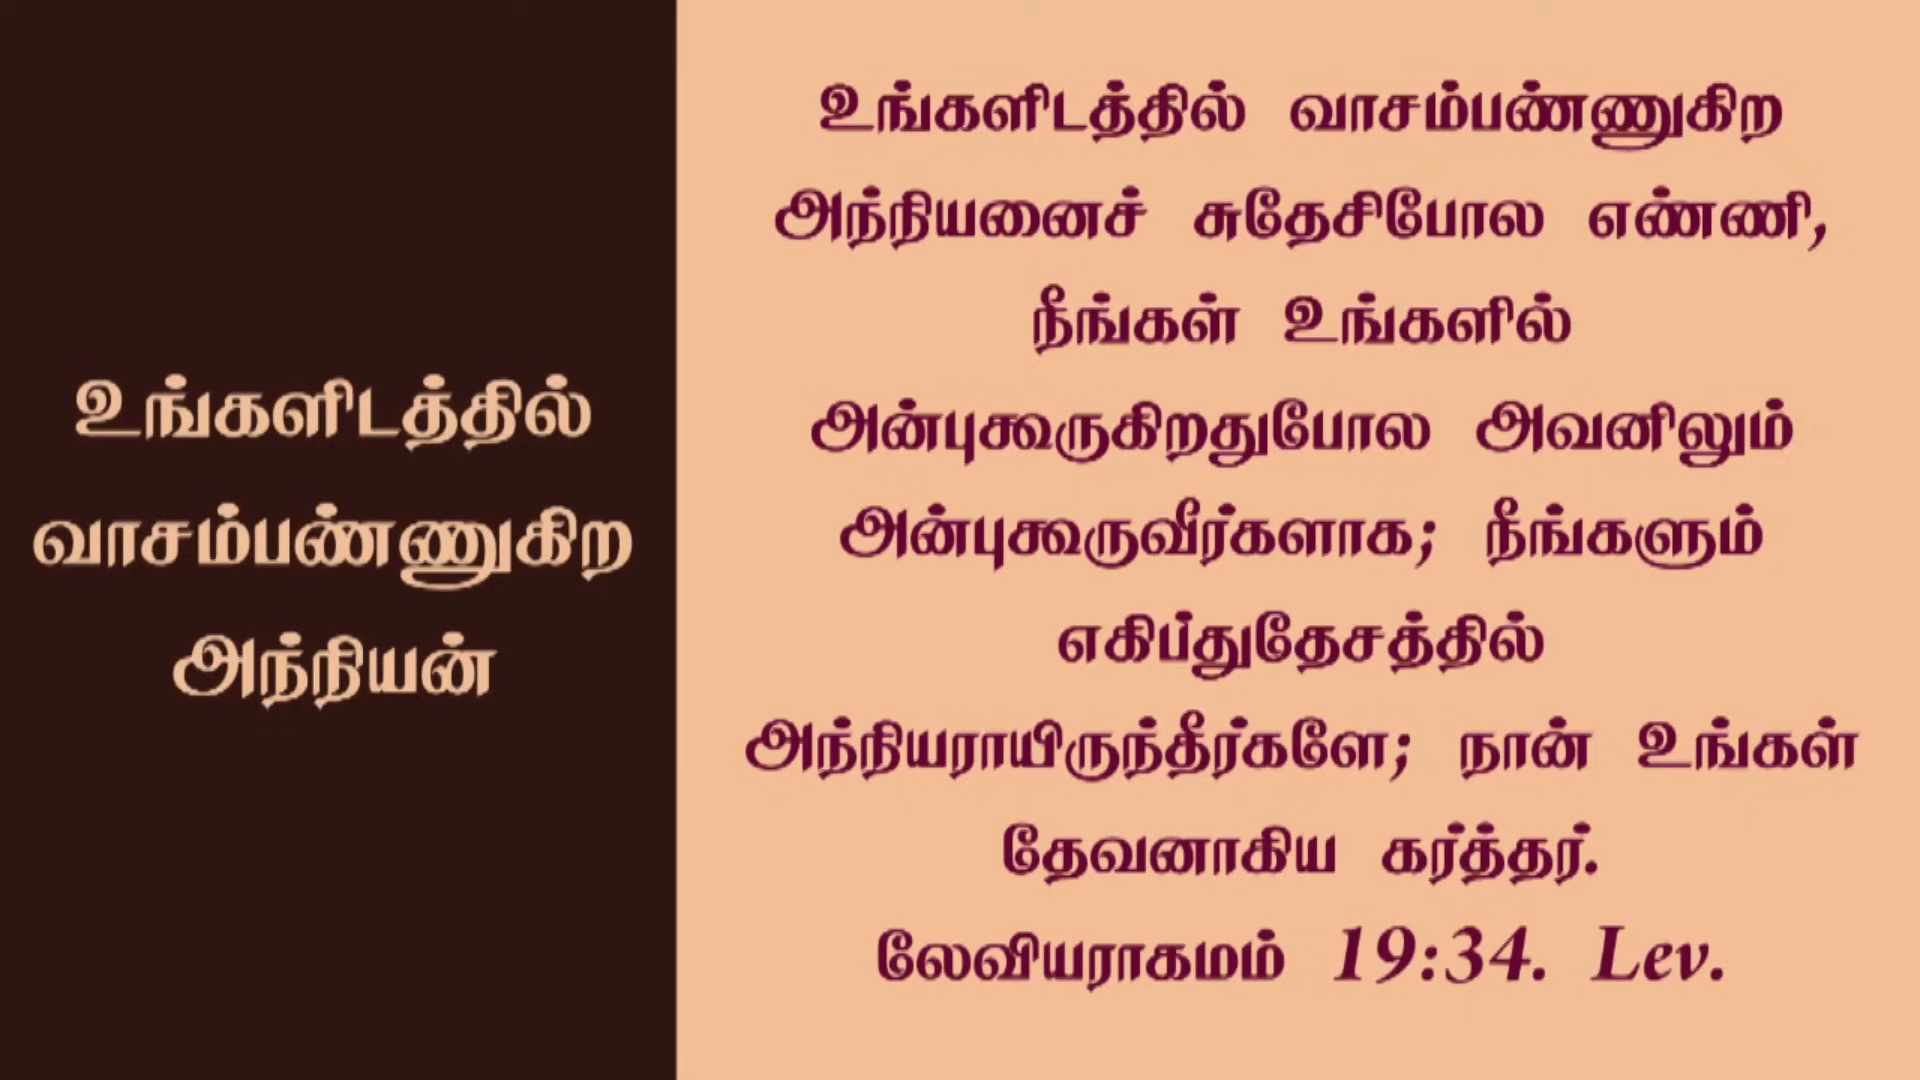 உங்களிடத்தில்
வாசம்பண்ணுகிற
அந்நியன்
உங்களிடத்தில் வாசம்பண்ணுகிற
அந்நியனைச் சுதேசிபோல எண்ணி,
நீங்கள் உங்களில்
அன்புகூருகிறதுபோல அவனிலும்
அன்புகூருவீர்களாக; நீங்களும்
எகிப்துதேசத்தில்
அந்நியராயிருந்தீர்களே; நான் உங்கள்
தேவனாகிய கர்த்தர்.
லேவியராகமம் 19:34. Lev.